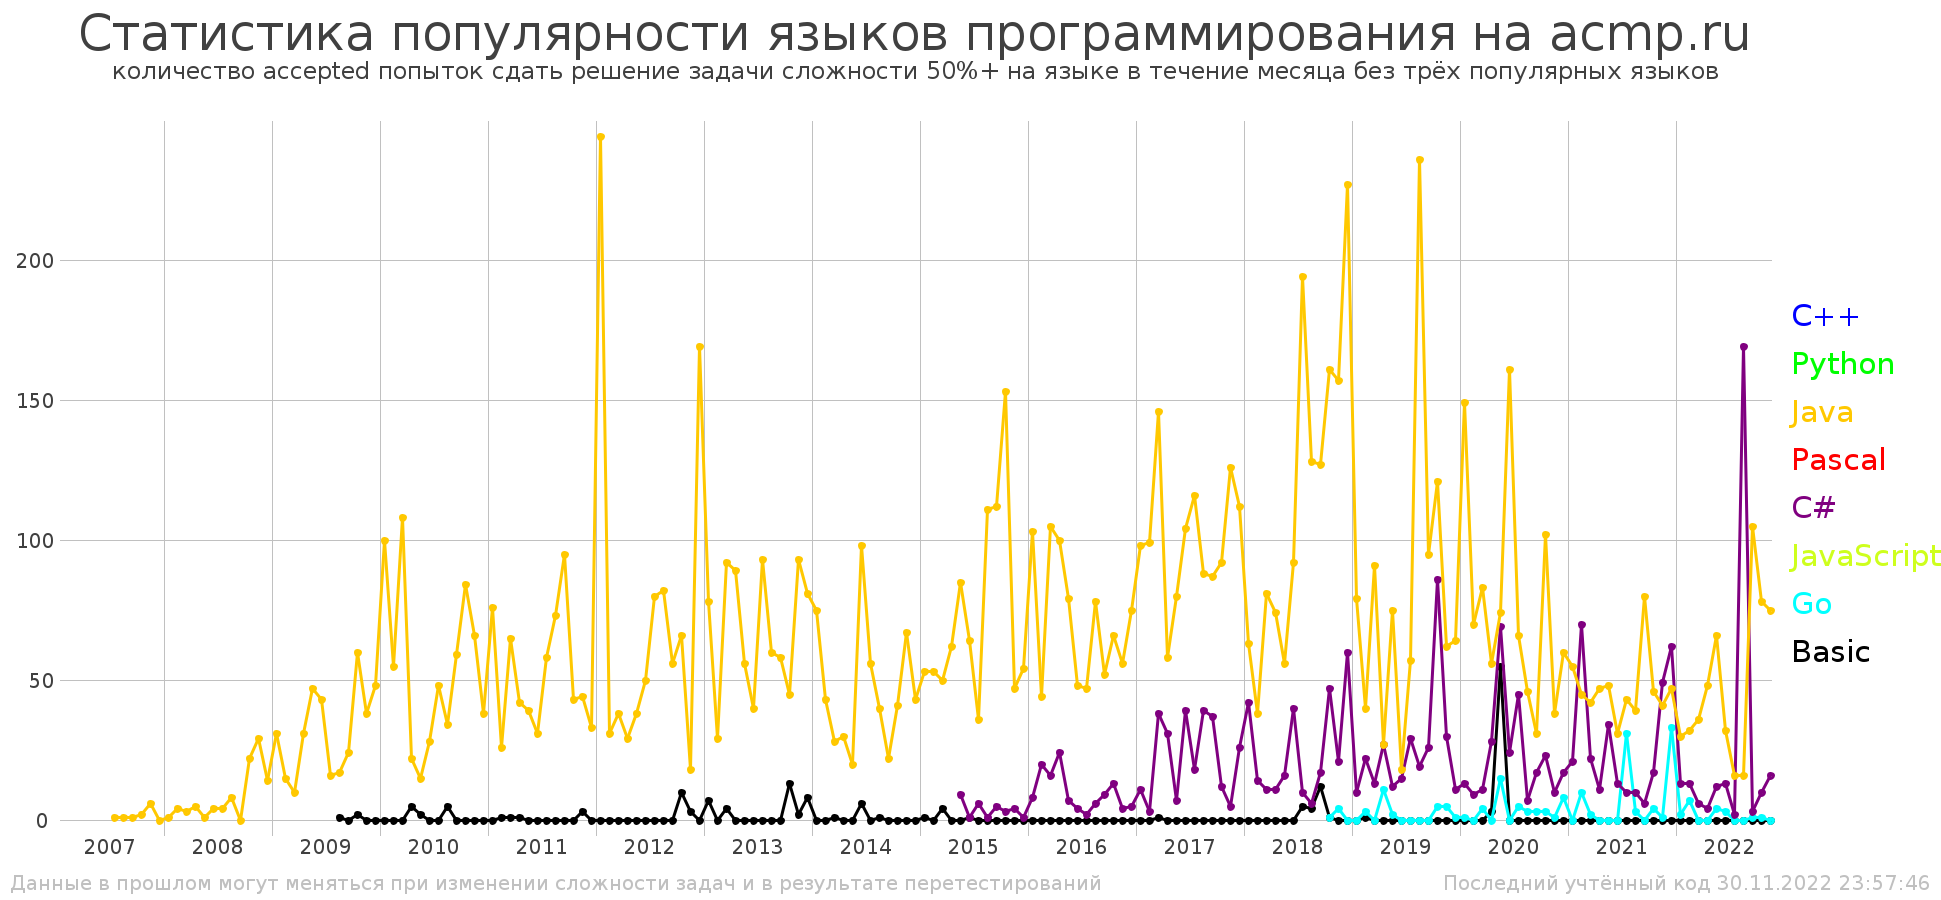 Статистика популярности языков программирования на acmp.ru
количество accepted попыток сдать решение задачи сложности 50%+ на языке в течение месяца без трёх популярных языков
200
150
100
50
0
2007 2008 2009 2010 2011 2012 2013 2014 2015 2016 2017 2018 2019 2020 2021 2022
C++
Python
Java
Pascal
C#
JavaScript
Go
Basic
Данные в прошлом могут меняться при изменении сложности задач и в результате перетестирований
Последний учтённый код 30.11.2022 23:57:46